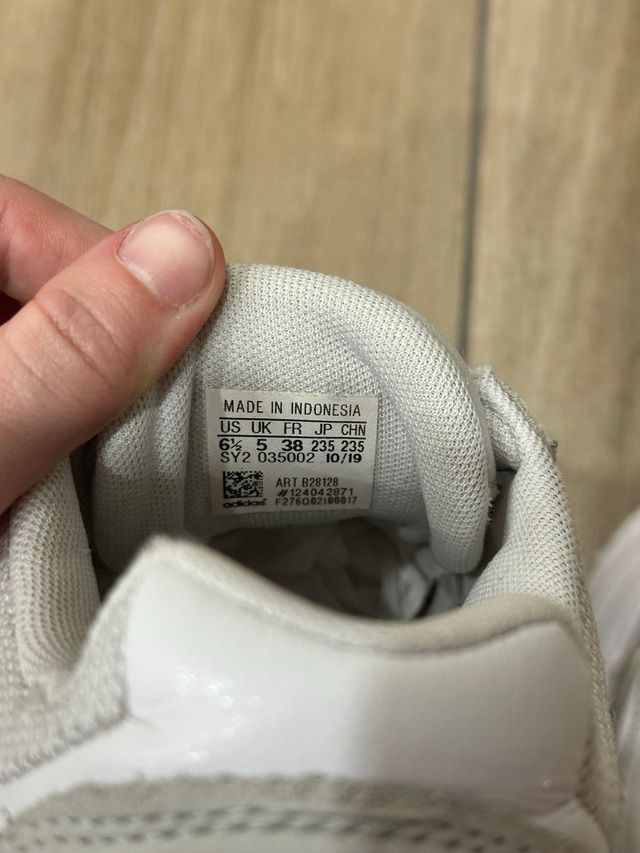 MADE IN INDONESIA
US UK FR JP CHN
6½ 5 38 235 235
SY2 035002 10/19
ART B28128
#124042871
adidas F276Q02I00017